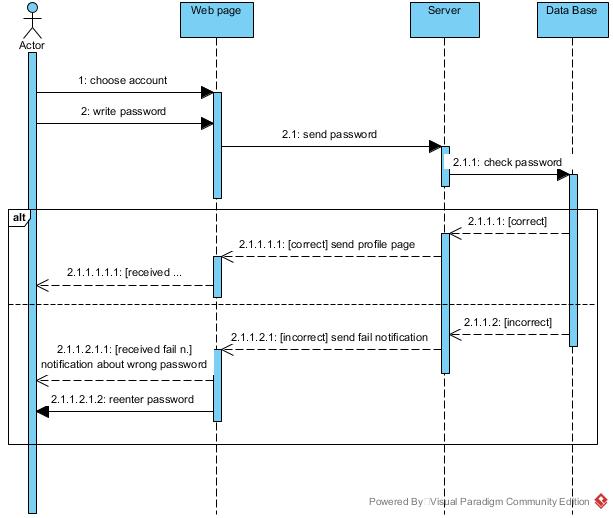 Actor
Web page
Server
Data Base
1: choose account
2: write password
2.1: send password
2.1.1: check password
alt
2.1.1.1: [correct]
2.1.1.1.1: [correct] send profile page
2.1.1.1.1.1: [received ...
2.1.1.2: [incorrect]
2.1.1.2.1: [incorrect] send fail notification
2.1.1.2.1.1: [received fail n.]
notification about wrong password
2.1.1.2.1.2: reenter password
Powered By Visual Paradigm Community Edition